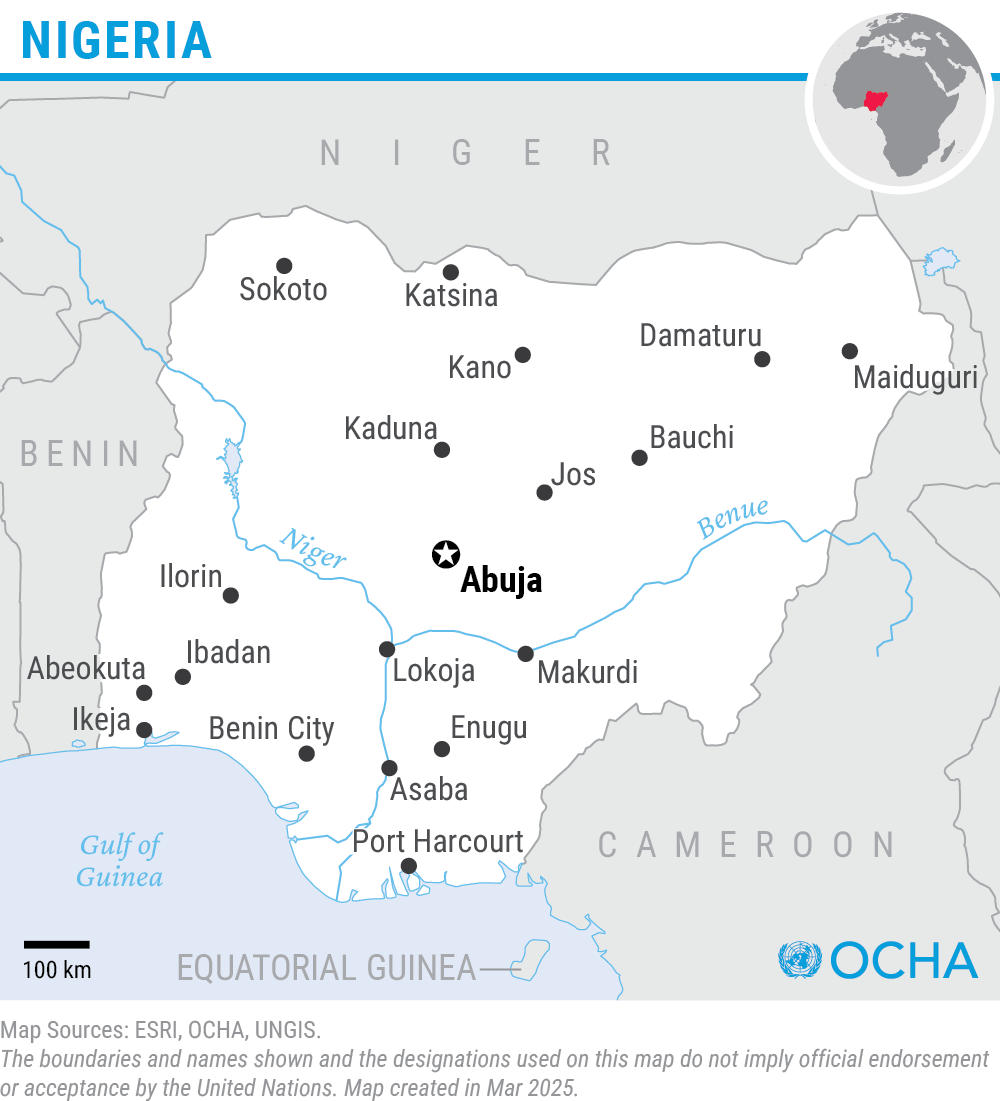 NIGERIA
NIGER
Sokoto
Katsina
Damaturu
Kano
Maiduguri
Kaduna
Bauchi
BENIN
Jos
Benue
Niger
Abuja
Ilorin
Ibadan
Abeokuta
Lokoja
Makurdi
Ikeja
Benin City
Enugu
Asaba
Port Harcourt
CAMEROON
Gulf of
Guinea
100 km
EQUATORIAL GUINEA
OCHA
Map Sources: ESRI, OCHA, UNGIS.
The boundaries and names shown and the designations used on this map do not imply official endorsement
or acceptance by the United Nations. Map created in Mar 2025.